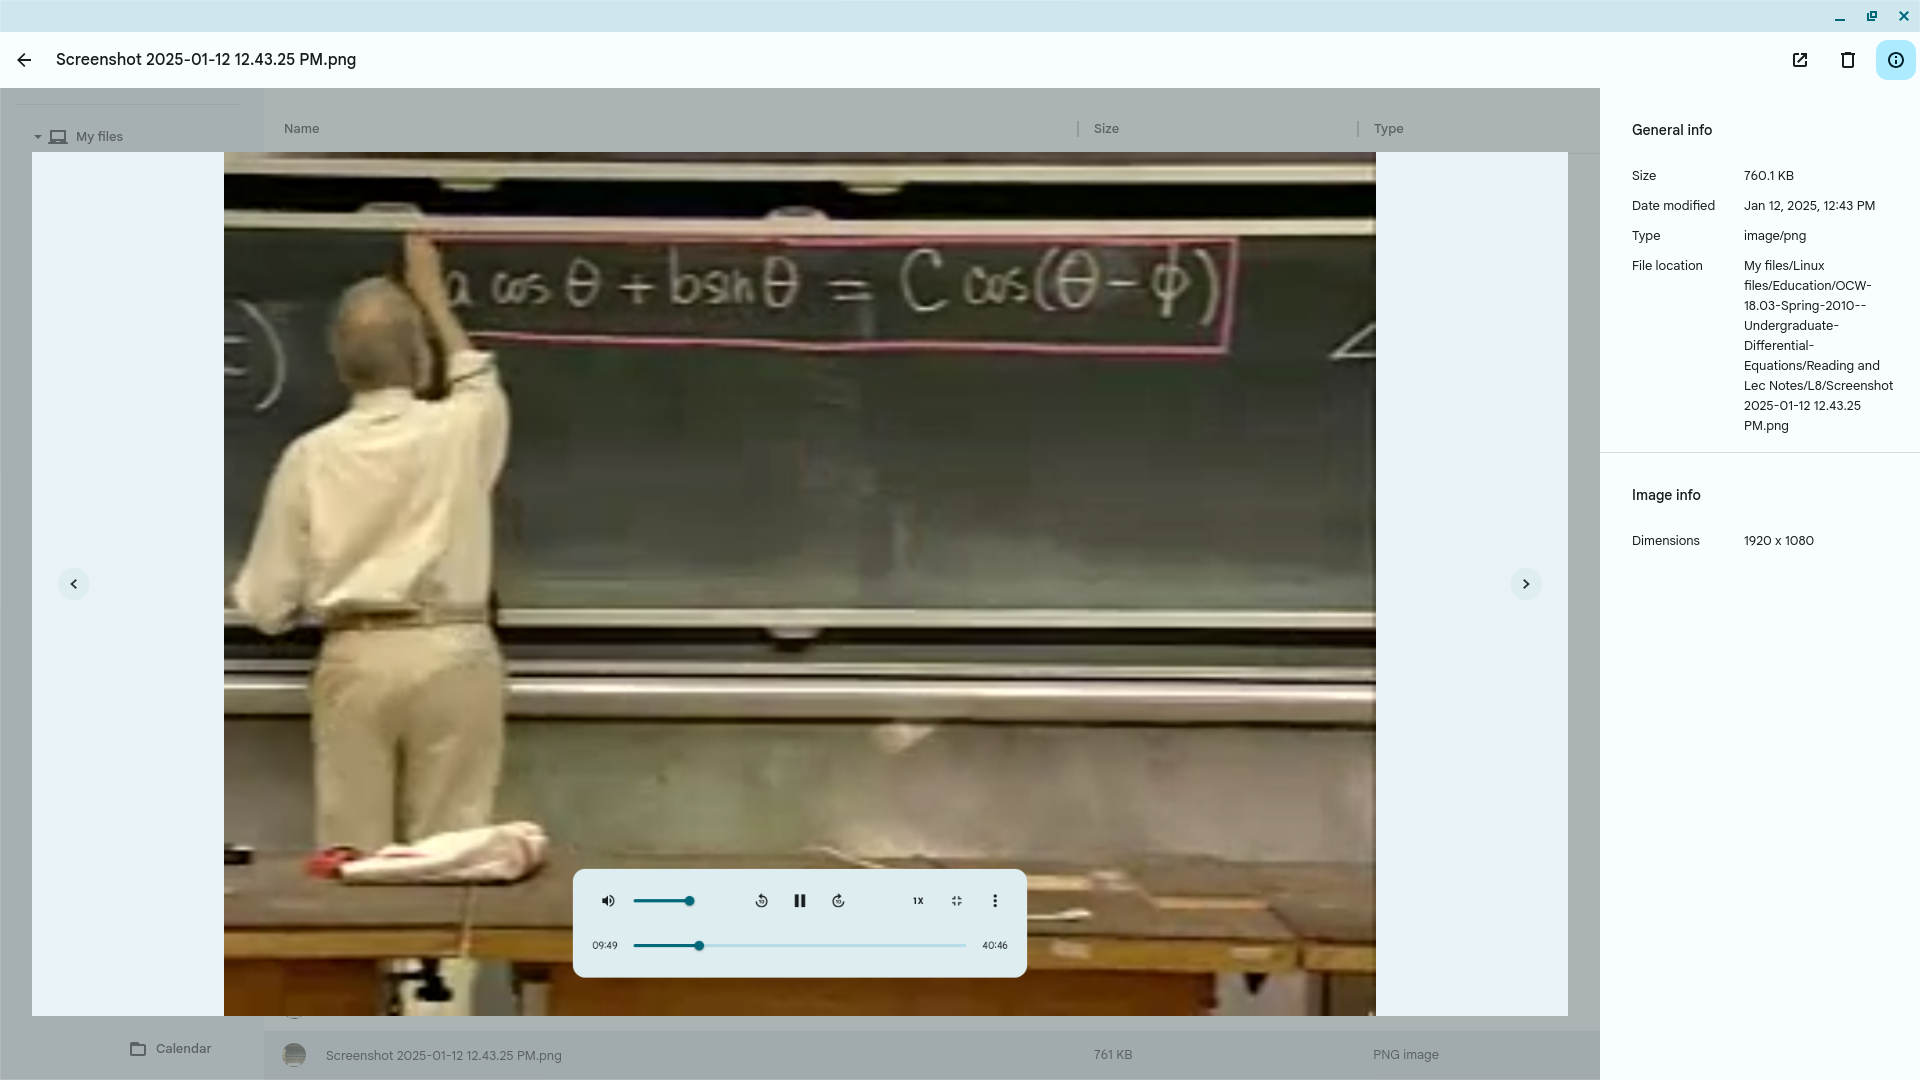 Screenshot 2025-01-12 12.43.25 PM.png
My files
Name
Size
Type
a cos θ + b sin θ = C cos(θ - φ)
1X
09:49
40:46
Calendar
Screenshot 2025-01-12 12.43.25 PM.png
761 KB
PNG image
General info
Size
760.1 KB
Date modified
Jan 12, 2025, 12:43 PM
Type
image/png
File location
My files/Linux
files/Education/OCW-
18.03-Spring-2010--
Undergraduate-
Differential-
Equations/Reading and
Lec Notes/L8/Screenshot
2025-01-12 12.43.25
PM.png
Image info
Dimensions
1920 x 1080